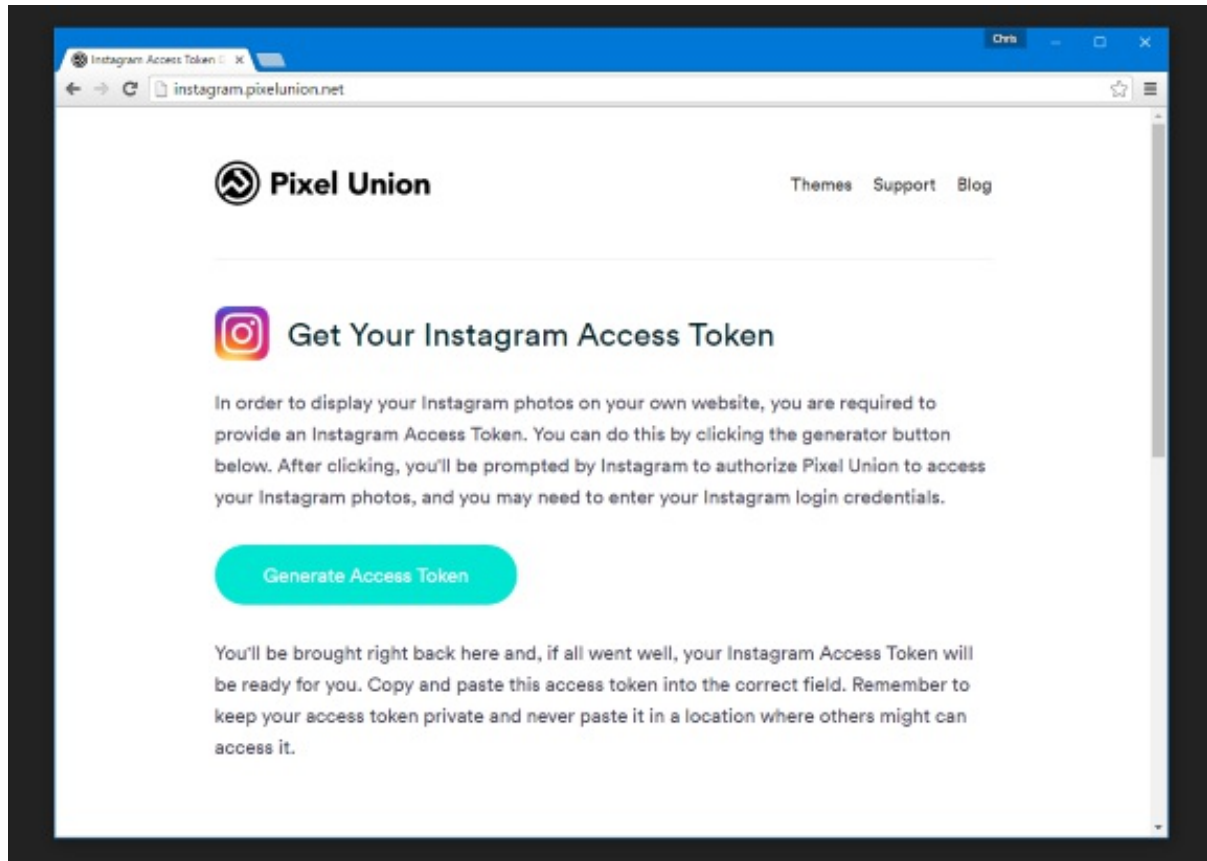 Chris
Instagram Access Token
instagram.pixelunion.net
Pixel Union
Themes Support Blog
Get Your Instagram Access Token
In order to display your Instagram photos on your own website, you are required to
provide an Instagram Access Token. You can do this by clicking the generator button
below. After clicking, you'll be prompted by Instagram to authorize Pixel Union to access
your Instagram photos, and you may need to enter your Instagram login credentials.
Generate Access Token
You'll be brought right back here and, if all went well, your Instagram Access Token will
be ready for you. Copy and paste this access token into the correct field. Remember to
keep your access token private and never paste it in a location where others might can
access it.